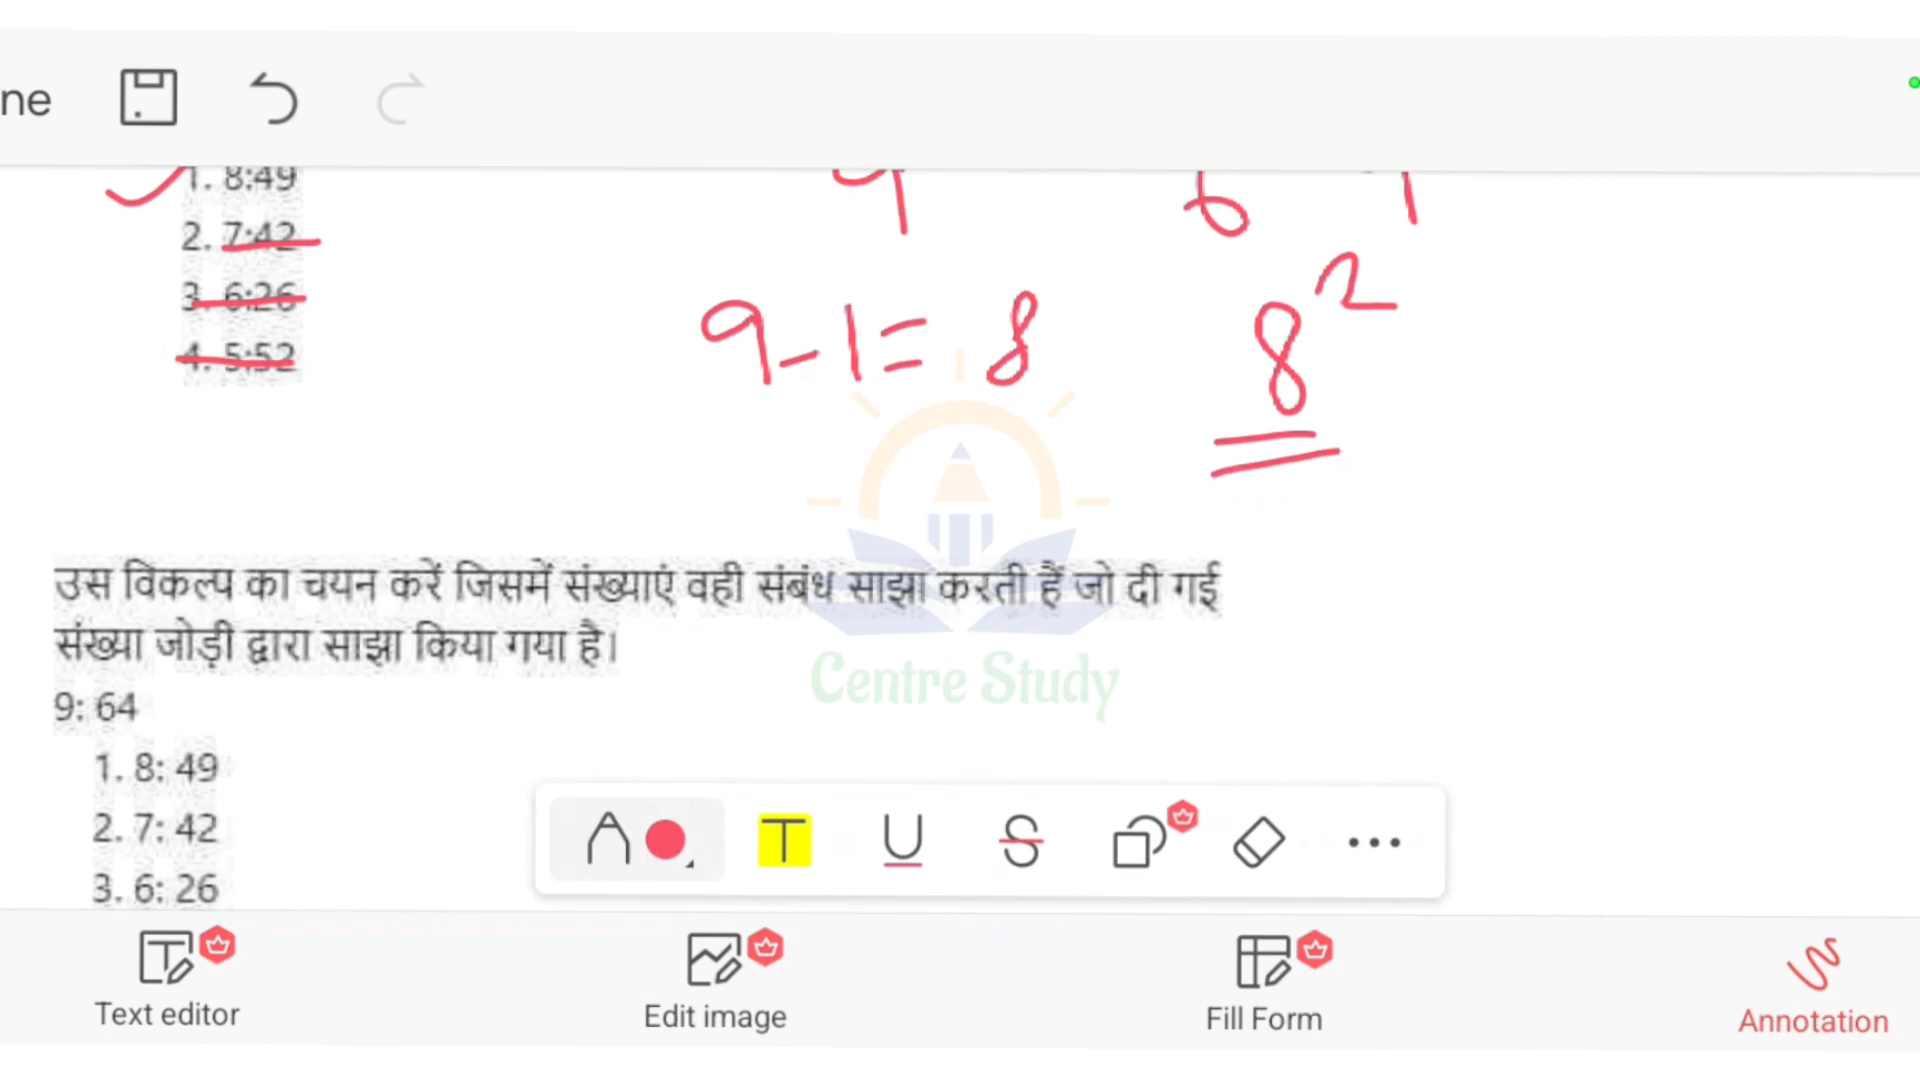 ne
1. 8:49
2. 7:42
3. 6:26
4. 5:52
9-1=8
8²
उस विकल्प का चयन करें जिसमें संख्याएं वही संबंध साझा करती हैं जो दी गई
संख्या जोड़ी द्वारा साझा किया गया है।
9: 64
Centre Study
1. 8: 49
2. 7: 42
3. 6: 26
Text editor
Edit image
Fill Form
Annotation